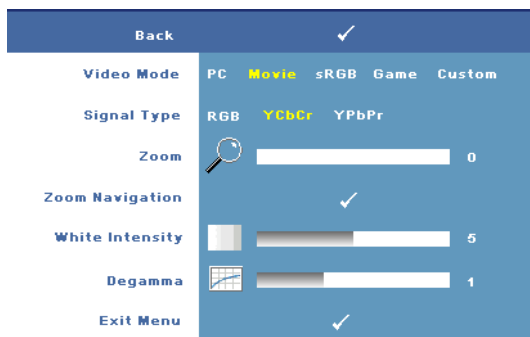 Back
Video Mode PC Movie sRGB Game Custom
Signal Type RGB YCbCr YPbPr
Zoom 0
Zoom Navigation
White Intensity 5
Degamma 1
Exit Menu